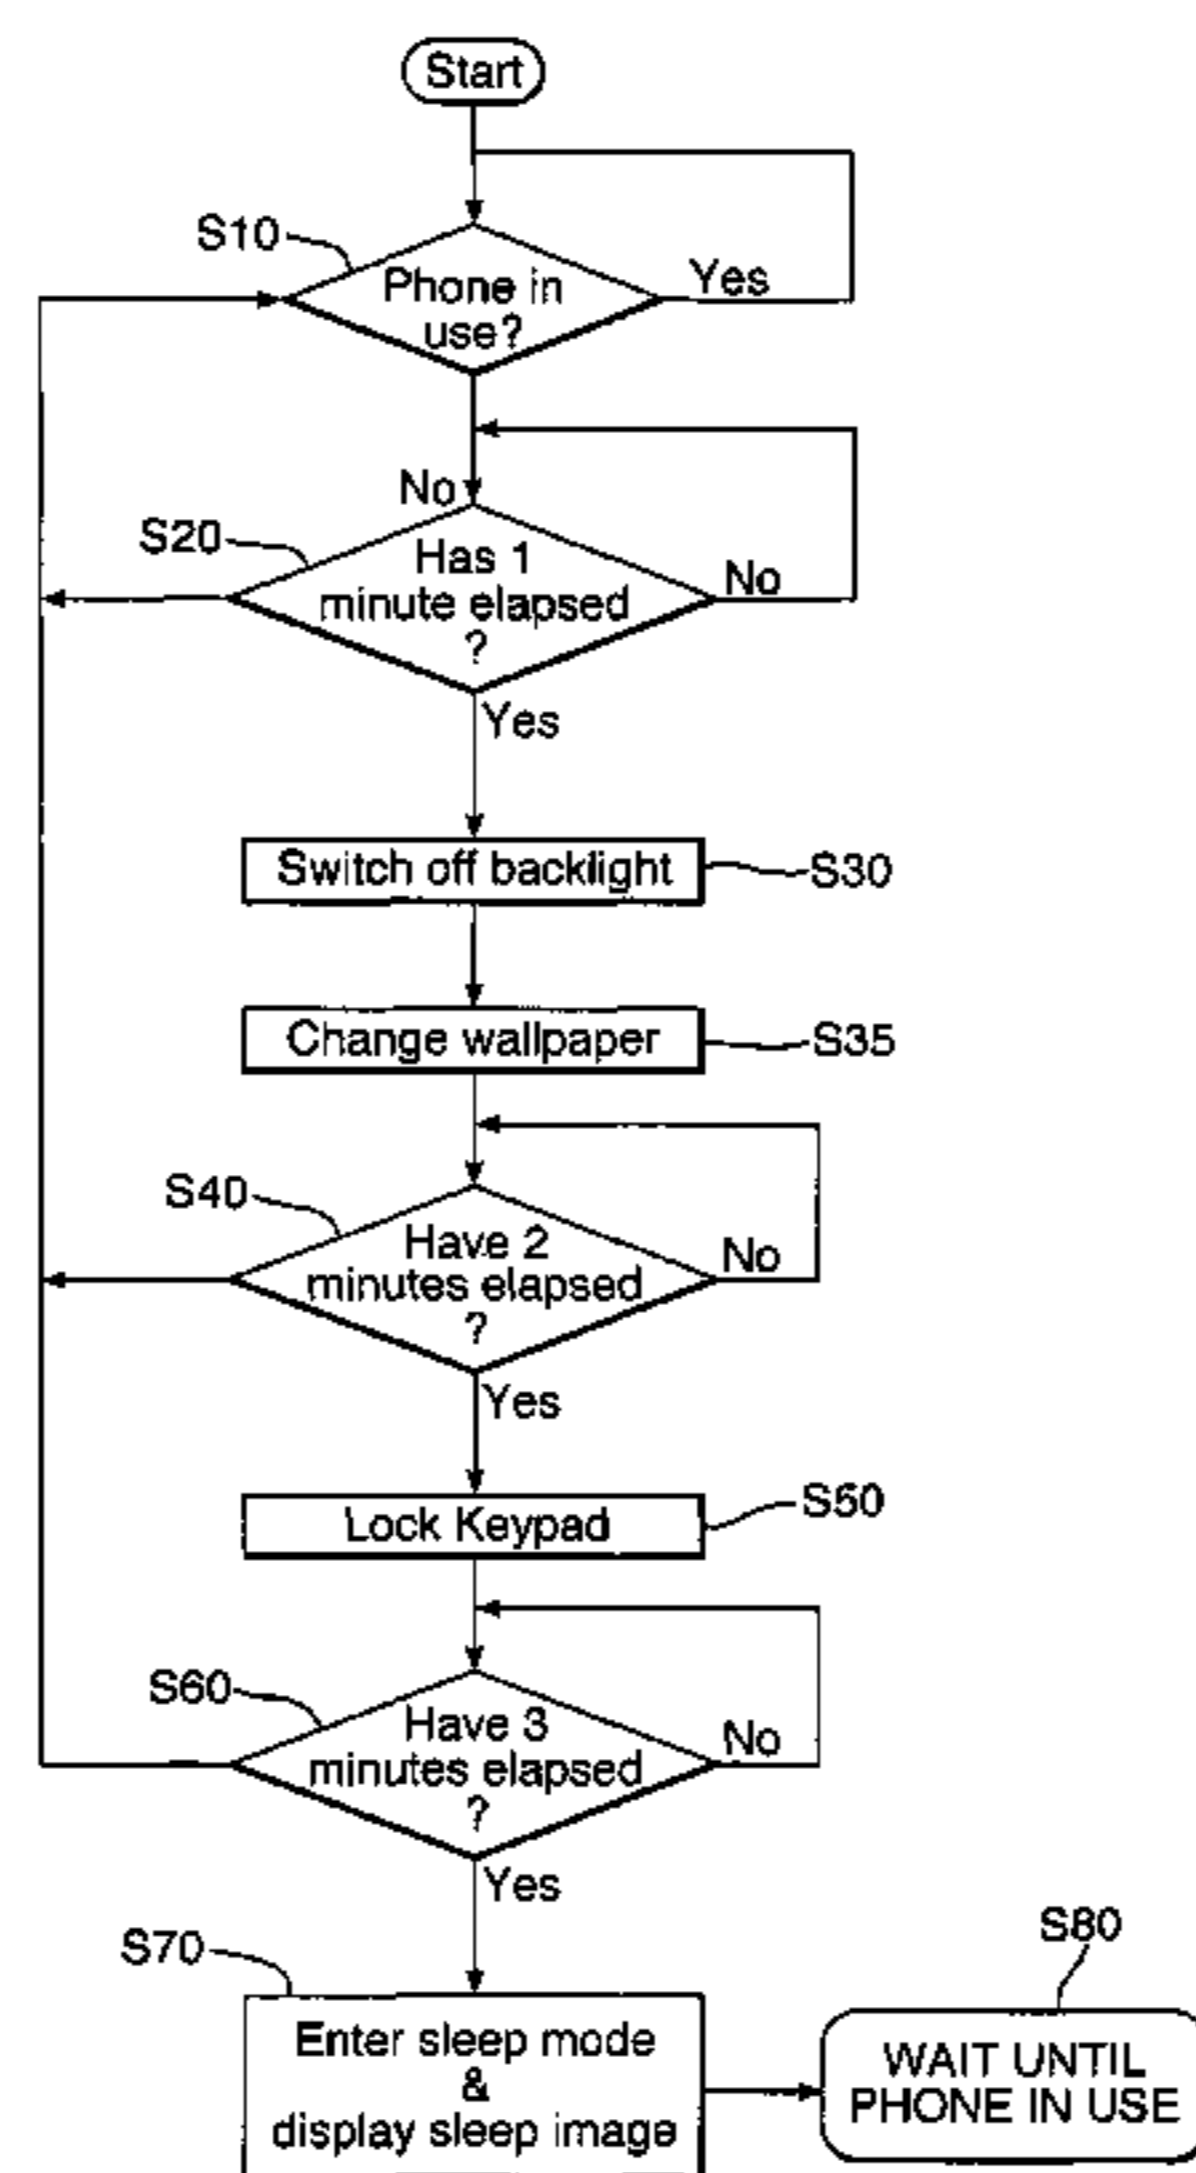 Start
S10
Phone in
use?
Yes
No
S20
Has 1
minute elapsed
?
No
Yes
Switch off backlight
S30
Change wallpaper
S35
S40
Have 2
minutes elapsed
?
No
Yes
Lock Keypad
S50
S60
Have 3
minutes elapsed
?
No
Yes
S70
Enter sleep mode
&
display sleep image
S80
WAIT UNTIL
PHONE IN USE